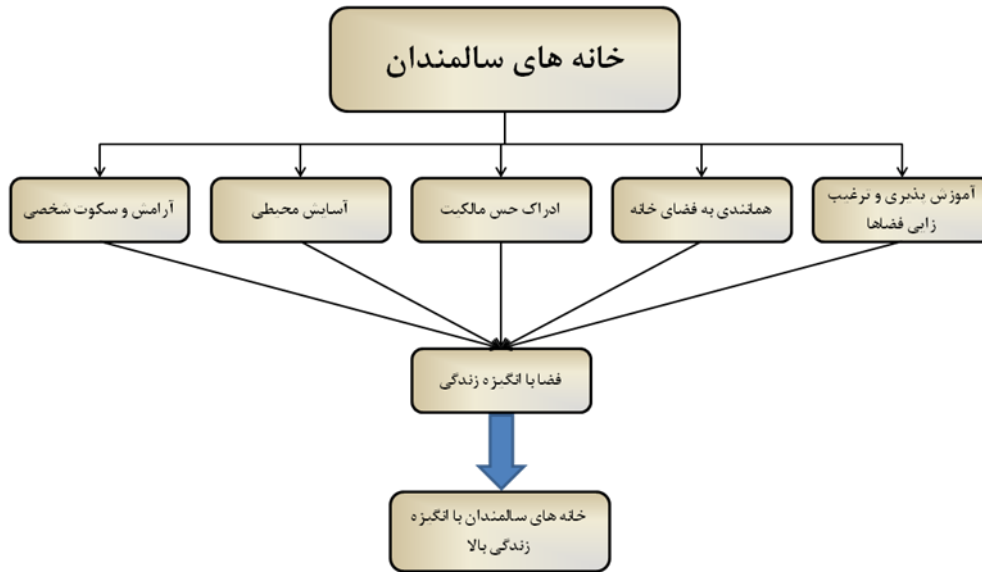 خانه های سالمندان
آموزش پذیری و ترغیب
زایی فضاها
همانندی به فضای خانه
ادراک حس مالکیت
آسایش محیطی
آرامش و سکوت شخصی
فضا با انگیزه زندگی
خانه های سالمندان با انگیزه
زندگی بالا